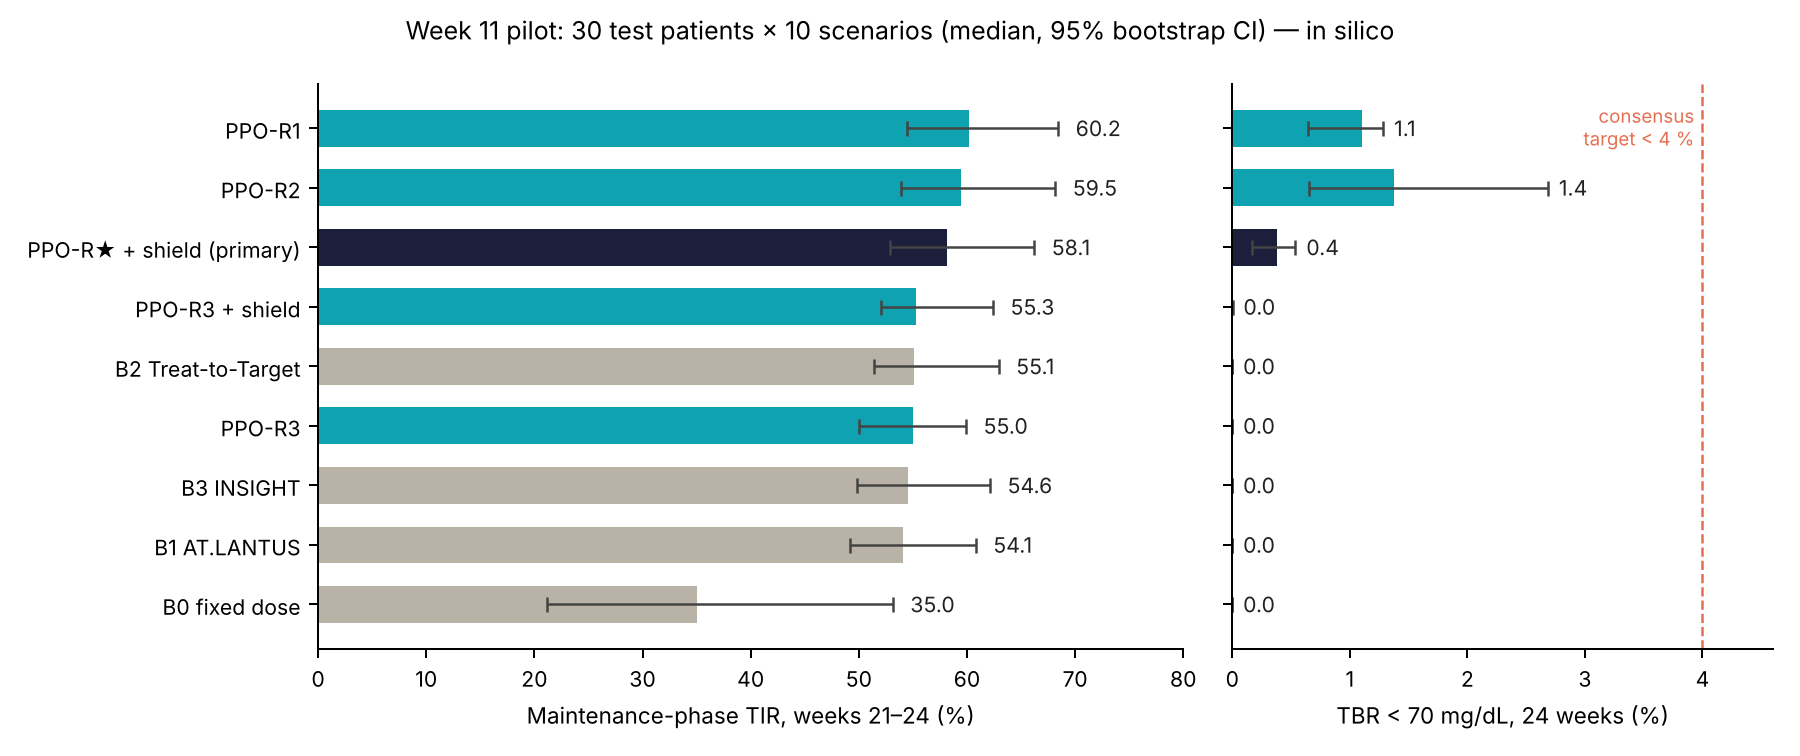 Week 11 pilot: 30 test patients × 10 scenarios (median, 95% bootstrap CI) — in silico
PPO-R1
PPO-R2
PPO-R★ + shield (primary)
PPO-R3 + shield
B2 Treat-to-Target
PPO-R3
B3 INSIGHT
B1 AT.LANTUS
B0 fixed dose
60.2
59.5
58.1
55.3
55.1
55.0
54.6
54.1
35.0
0 10 20 30 40 50 60 70 80
Maintenance-phase TIR, weeks 21–24 (%)
consensus
target < 4 %
1.1
1.4
0.4
0.0
0.0
0.0
0.0
0.0
0.0
0 1 2 3 4
TBR < 70 mg/dL, 24 weeks (%)